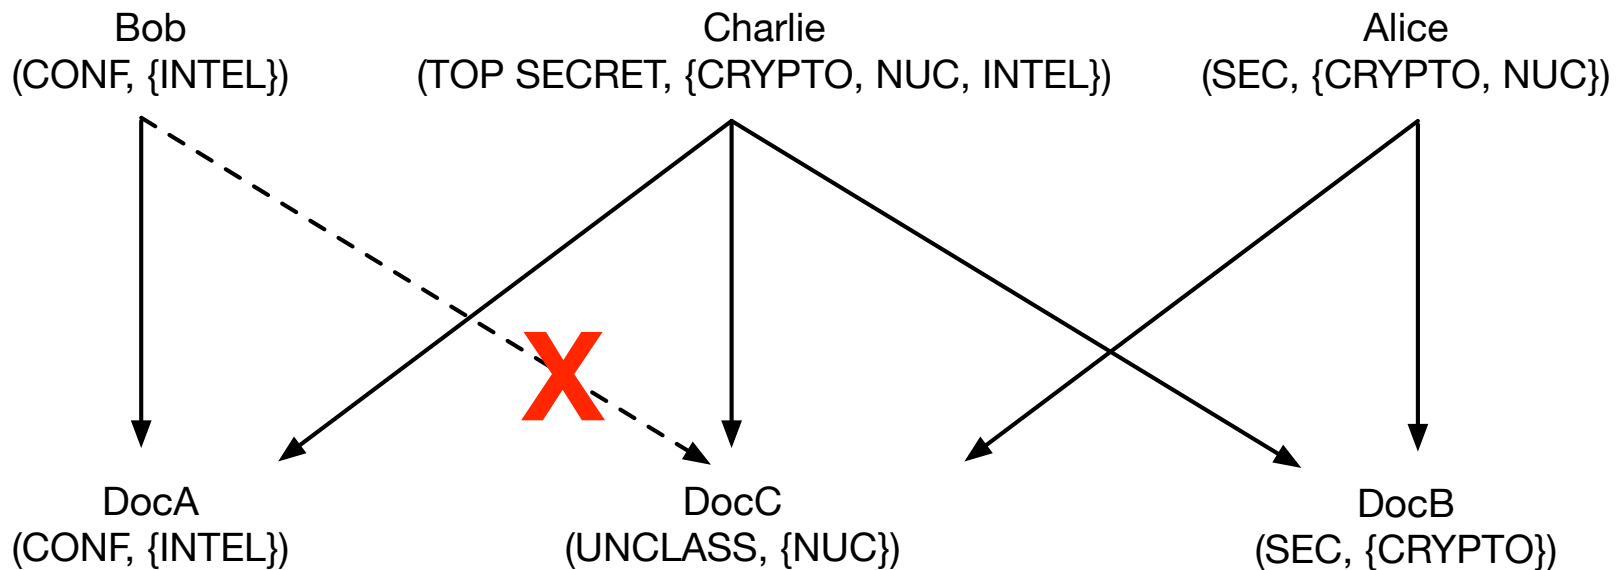 Bob
(CONF, {INTEL})
Charlie
(TOP SECRET, {CRYPTO, NUC, INTEL})
Alice
(SEC, {CRYPTO, NUC})
X
DocA
(CONF, {INTEL})
DocC
(UNCLASS, {NUC})
DocB
(SEC, {CRYPTO})